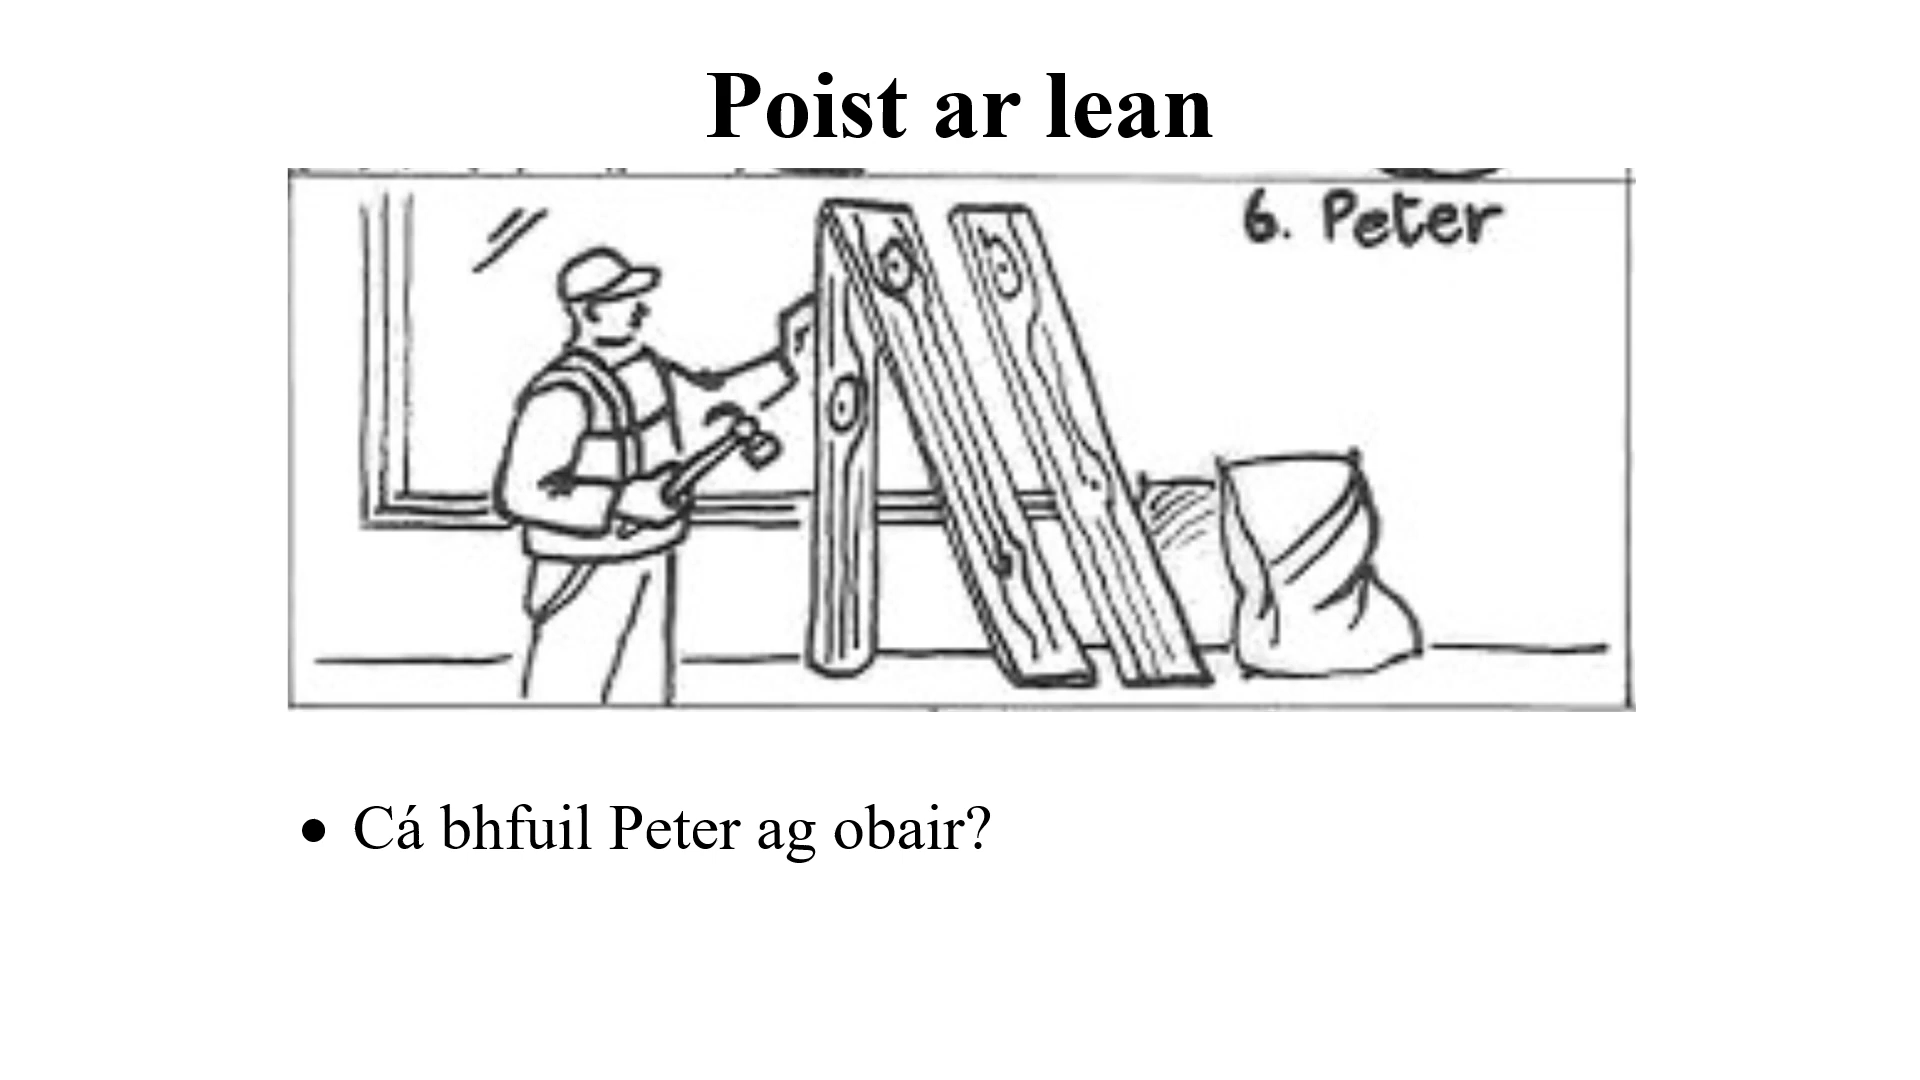 Poist ar lean
6. Peter
• Cá bhfuil Peter ag obair?